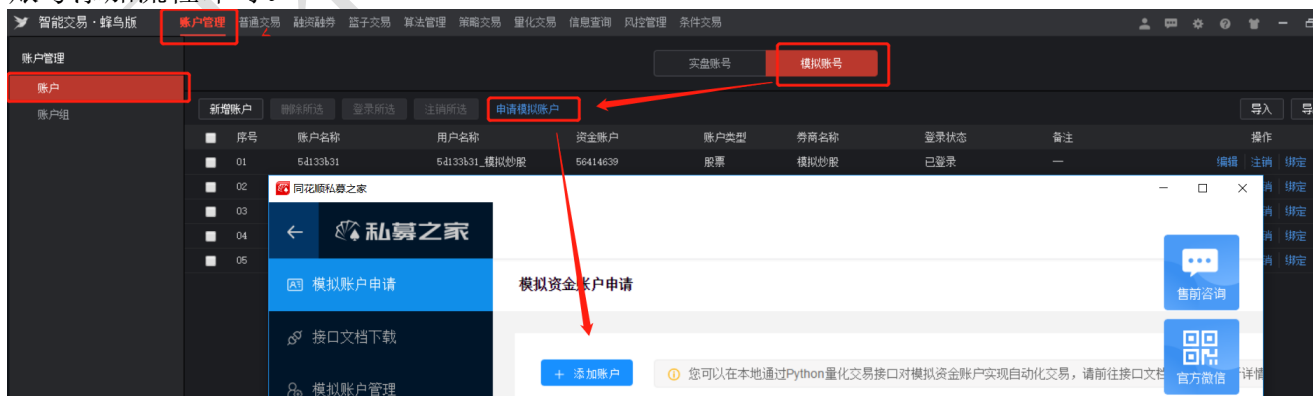 智能交易·蜂鸟版 账户管理 普通交易 融资融券 篮子交易 算法管理 策略交易 量化交易 信息查询 风控管理 条件交易
账户管理 实盘账号 模拟账号
账户
账户组 新增账户 删除所选 登录所选 注销所选 申请模拟账户 导入
序号 账户名称 用户名称 资金账户 账户类型 券商名称 登录状态 备注 操作
01 5d133b31 5d133b31_模拟炒股 56414639 股票 模拟炒股 已登录 — 编辑 注销 绑定
02 同花顺私募之家 绑定
03 绑定
04 私募之家 绑定
05 绑定
模拟账户申请 模拟资金账户申请
售前咨询
接口文档下载
+ 添加账户 您可以在本地通过Python量化交易接口对模拟资金账户实现自动化交易，请前往接口文档 详情
模拟账户管理 官方微信